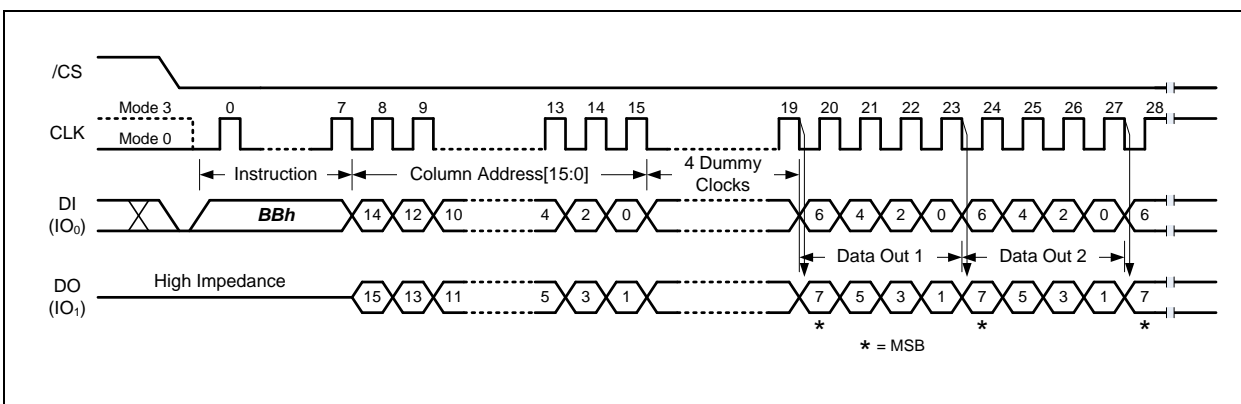 /CS
Mode 3 0 7 8 9 13 14 15 19 20 21 22 23 24 25 26 27 28
CLK
Mode 0
Instruction Column Address[15:0] 4 Dummy Clocks
DI
(IO0)
BBh 14 12 10 4 2 0 6 4 2 0 6 4 2 0 6
Data Out 1 Data Out 2
High Impedance
DO
(IO1)
15 13 11 5 3 1 7 5 3 1 7 5 3 1 7
* * *
* = MSB